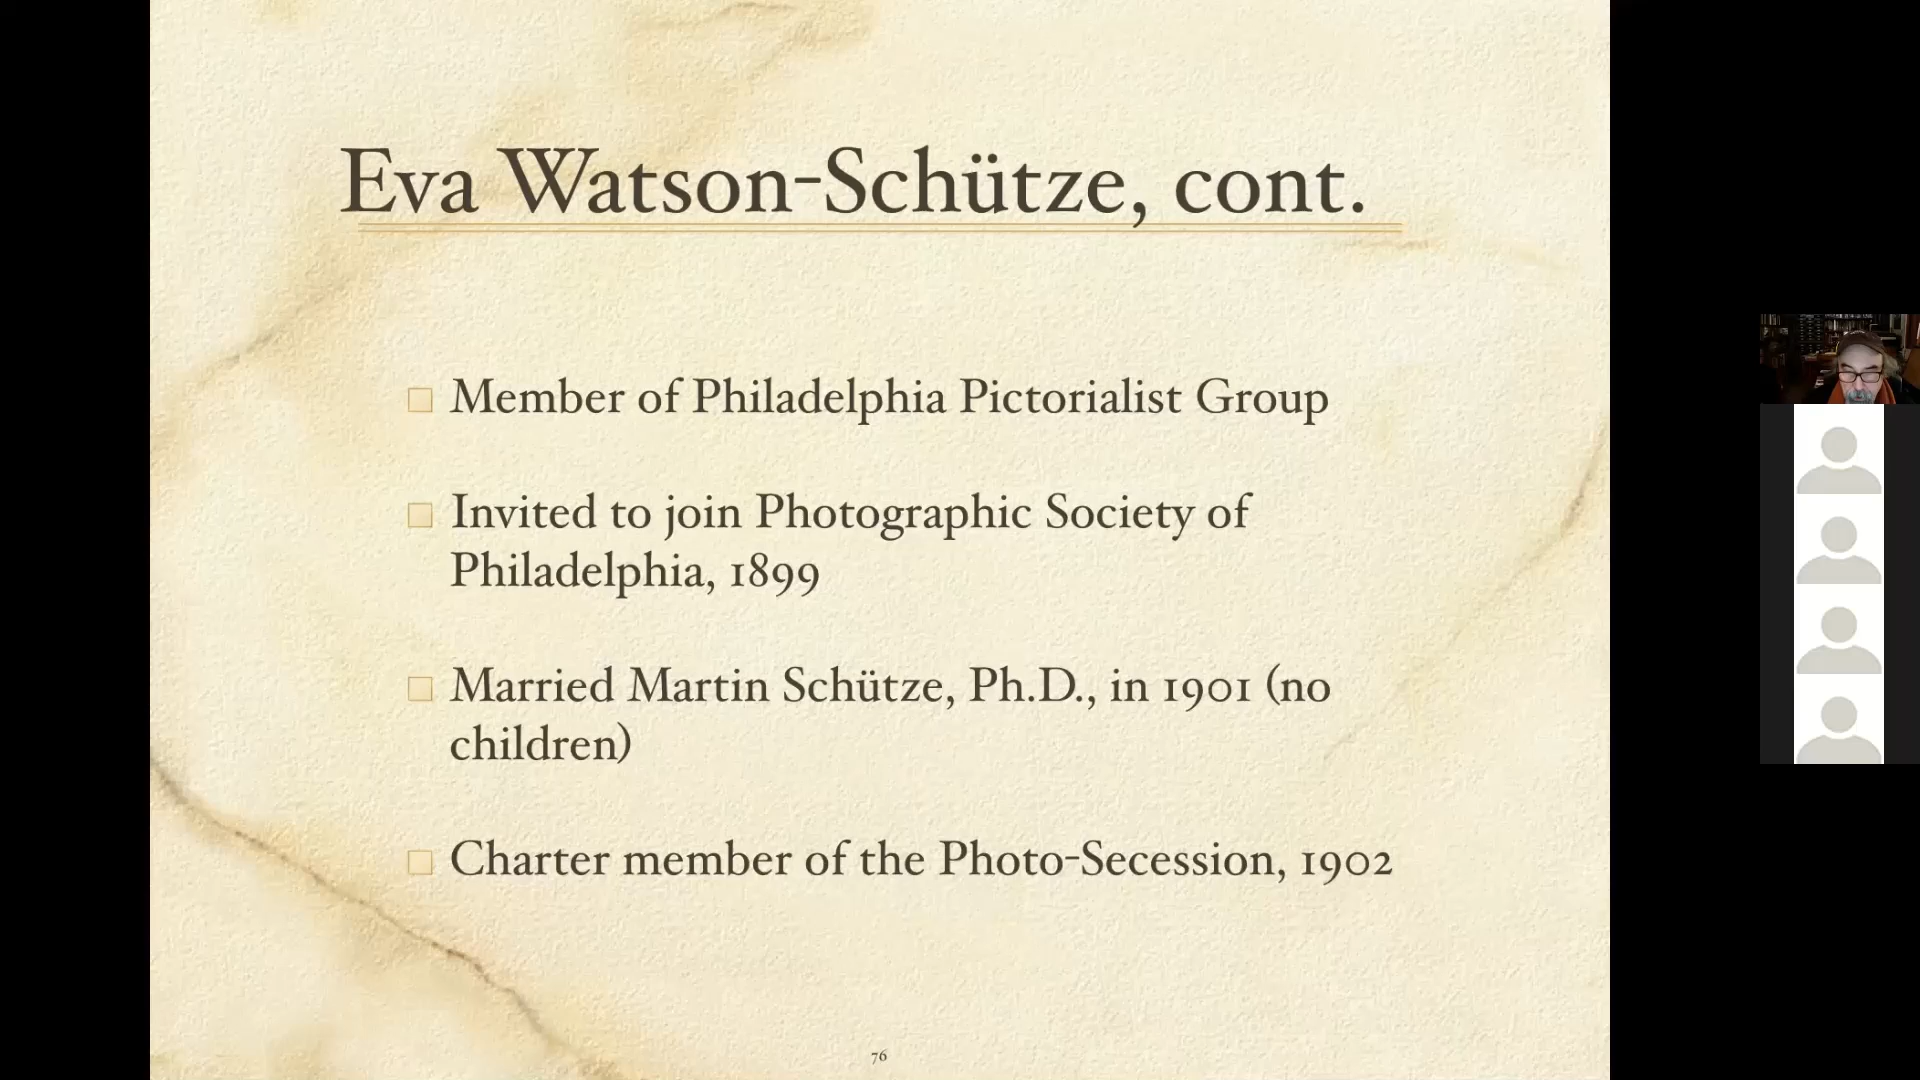 Eva Watson-Schütze, cont.
Member of Philadelphia Pictorialist Group
Invited to join Photographic Society of
Philadelphia, 1899
Married Martin Schütze, Ph.D., in 1901 (no
children)
Charter member of the Photo-Secession, 1902
76